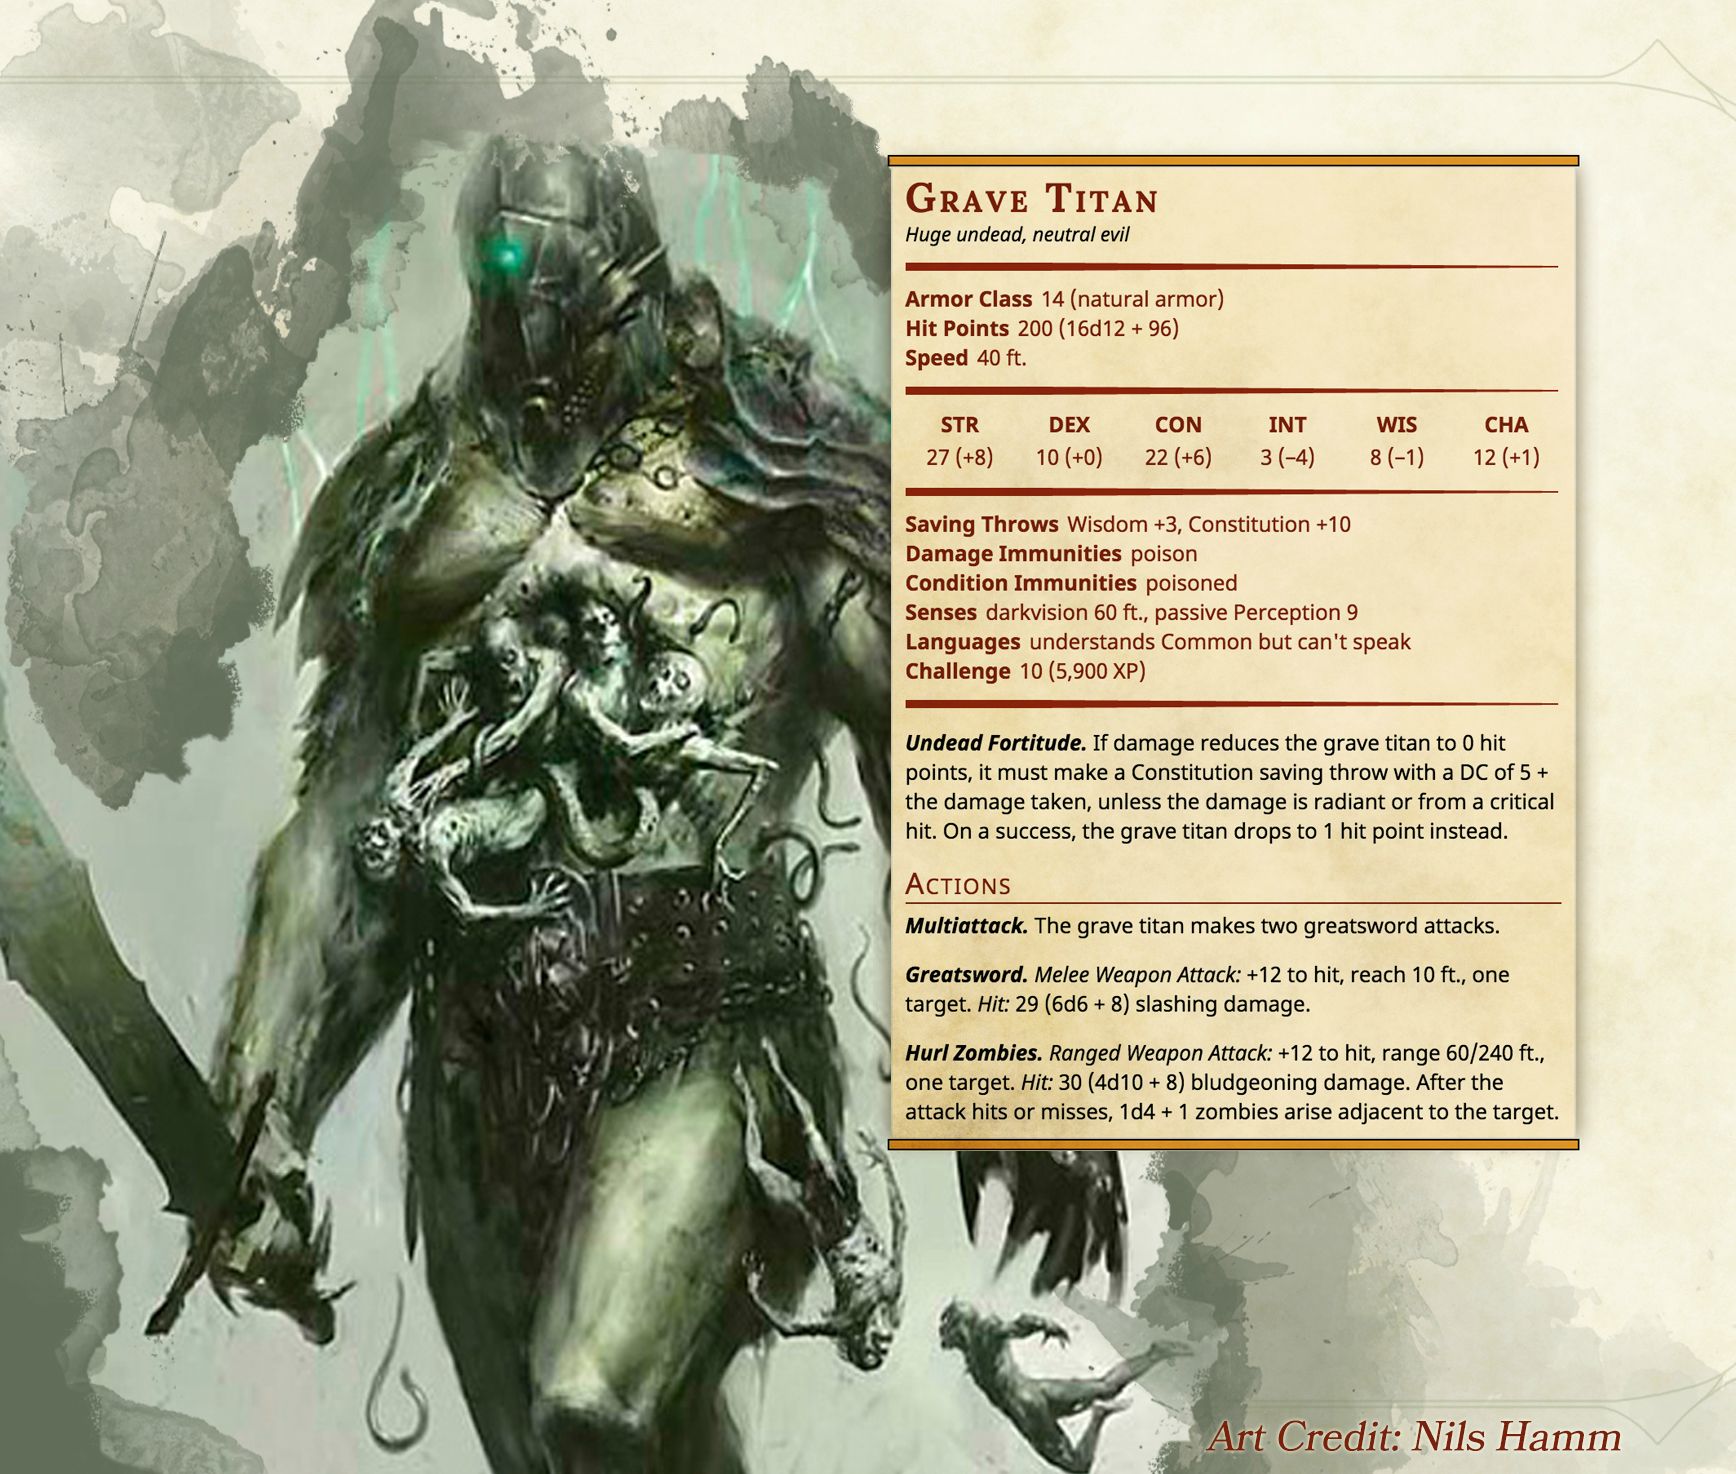 Grave Titan
Huge undead, neutral evil
Armor Class 14 (natural armor)
Hit Points 200 (16d12 + 96)
Speed 40 ft.
STR DEX CON INT WIS CHA
27 (+8) 10 (+0) 22 (+6) 3 (–4) 8 (–1) 12 (+1)
Saving Throws Wisdom +3, Constitution +10
Damage Immunities poison
Condition Immunities poisoned
Senses darkvision 60 ft., passive Perception 9
Languages understands Common but can't speak
Challenge 10 (5,900 XP)
Undead Fortitude. If damage reduces the grave titan to 0 hit
points, it must make a Constitution saving throw with a DC of 5 +
the damage taken, unless the damage is radiant or from a critical
hit. On a success, the grave titan drops to 1 hit point instead.
Actions
Multiattack. The grave titan makes two greatsword attacks.
Greatsword. Melee Weapon Attack: +12 to hit, reach 10 ft., one
target. Hit: 29 (6d6 + 8) slashing damage.
Hurl Zombies. Ranged Weapon Attack: +12 to hit, range 60/240 ft.,
one target. Hit: 30 (4d10 + 8) bludgeoning damage. After the
attack hits or misses, 1d4 + 1 zombies arise adjacent to the target.
Art Credit: Nils Hamm